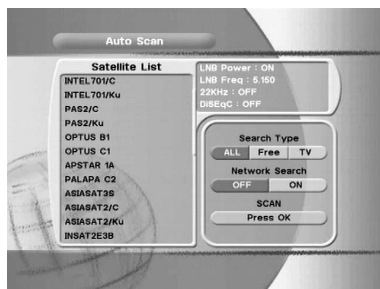 Auto Scan
Satellite List
INTEL701/C
INTEL701/Ku
PAS2/C
PAS2/Ku
OPTUS B1
OPTUS C1
APSTAR 1A
PALAPA C2
ASIASAT3S
ASIASAT2/C
ASIASAT2/Ku
INSAT2E3B
LNB Power : ON
LNB Freq : 5.150
22KHz : OFF
DiSEqC : OFF
Search Type
ALL Free TV
Network Search
OFF ON
SCAN
Press OK